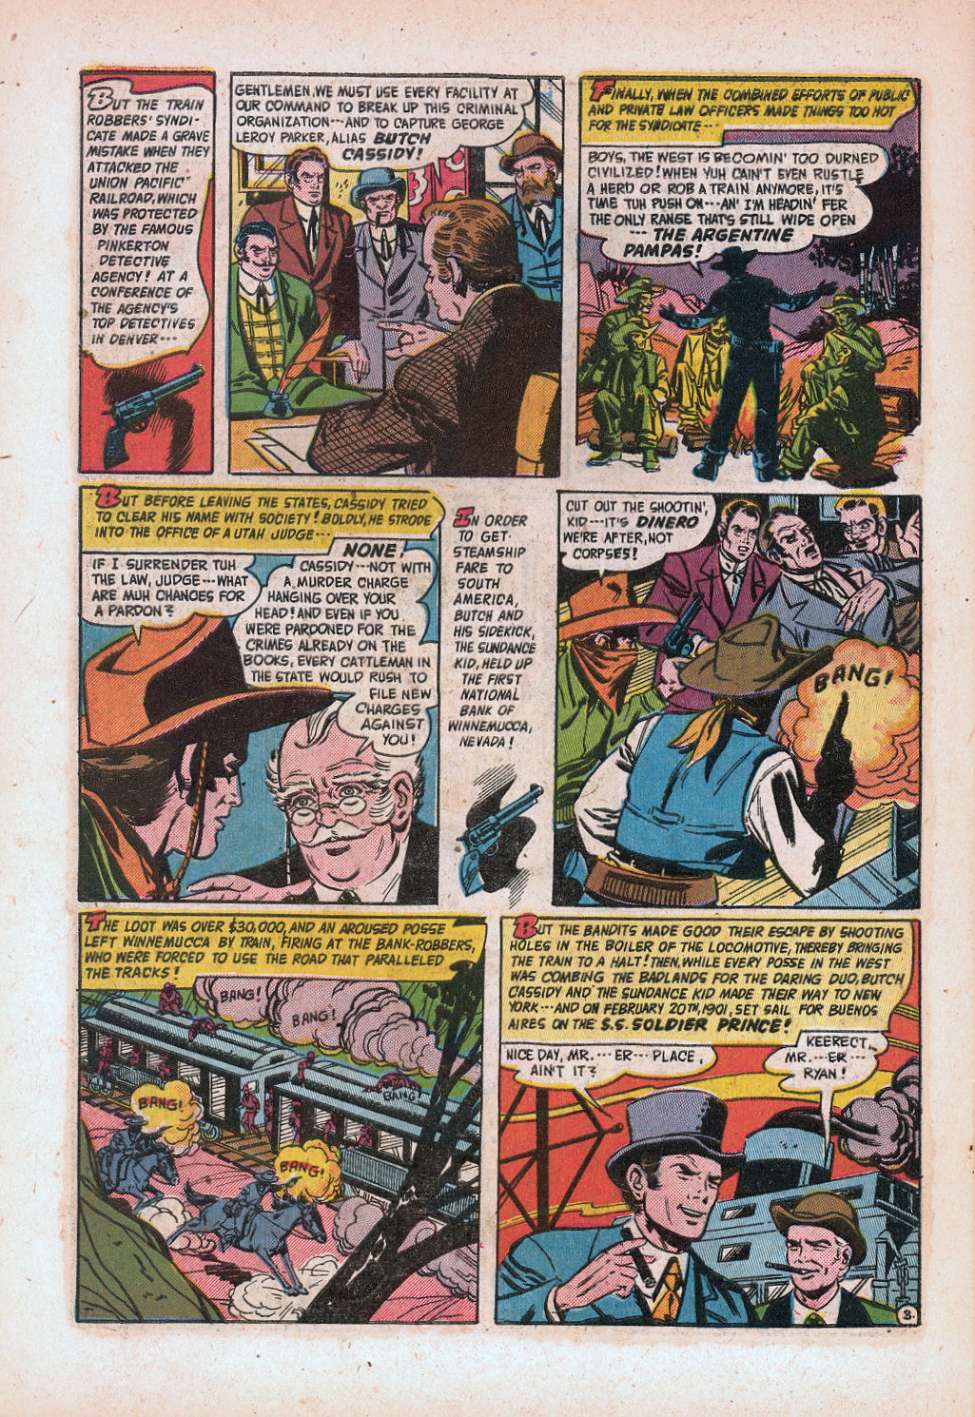 BUT THE TRAIN
ROBBERS' SYNDI-
CATE MADE A GRAVE
MISTAKE WHEN THEY
ATTACKED THE
UNION PACIFIC
RAILROAD, WHICH
WAS PROTECTED
BY THE FAMOUS
PINKERTON
DETECTIVE
AGENCY! AT A
CONFERENCE OF
THE AGENCY'S
TOP DETECTIVES
IN DENVER---
GENTLEMEN, WE MUST USE EVERY FACILITY AT
OUR COMMAND TO BREAK UP THIS CRIMINAL
ORGANIZATION---AND TO CAPTURE GEORGE
LEROY PARKER, ALIAS BUTCH
CASSIDY!
FINALLY, WHEN THE COMBINED EFFORTS OF PUBLIC
AND PRIVATE LAW OFFICERS MADE THINGS TOO HOT
FOR THE SYNDICATE---
BOYS, THE WEST IS BECOMIN' TOO DURNED
CIVILIZED! WHEN YUH CAIN'T EVEN RUSTLE
A HERD OR ROB A TRAIN ANYMORE, IT'S
TIME TUH PUSH ON---AN' I'M HEADIN' FER
THE ONLY RANGE THAT'S STILL WIDE OPEN
--- THE ARGENTINE
PAMPAS!
BUT BEFORE LEAVING THE STATES, CASSIDY TRIED
TO CLEAR HIS NAME WITH SOCIETY! BOLDLY, HE STRODE
INTO THE OFFICE OF A UTAH JUDGE---
IF I SURRENDER TUH
THE LAW, JUDGE---WHAT
ARE MUH CHANCES FOR
A PARDON?
NONE,
CASSIDY---NOT WITH
A MURDER CHARGE
HANGING OVER YOUR
HEAD! AND EVEN IF YOU
WERE PARDONED FOR THE
CRIMES ALREADY ON THE
BOOKS, EVERY CATTLEMAN IN
THE STATE WOULD RUSH TO
FILE NEW
CHARGES
AGAINST
YOU!
IN ORDER
TO GET
STEAMSHIP
FARE TO
SOUTH
AMERICA,
BUTCH AND
HIS SIDEKICK,
THE SUNDANCE
KID, HELD UP
THE FIRST
NATIONAL
BANK OF
WINNEMUCCA,
NEVADA!
CUT OUT THE SHOOTIN',
KID---IT'S DINERO
WE'RE AFTER, NOT
CORPSES!
BANG!
THE LOOT WAS OVER $30,000, AND AN AROUSED POSSE
LEFT WINNEMUCCA BY TRAIN, FIRING AT THE BANK-ROBBERS,
WHO WERE FORCED TO USE THE ROAD THAT PARALLELED
THE TRACKS!
BANG!
BANG!
BANG!
BANG!
BANG!
BUT THE BANDITS MADE GOOD THEIR ESCAPE BY SHOOTING
HOLES IN THE BOILER OF THE LOCOMOTIVE, THEREBY BRINGING
THE TRAIN TO A HALT! THEN, WHILE EVERY POSSE IN THE WEST
WAS COMBING THE BADLANDS FOR THE DARING DUO, BUTCH
CASSIDY AND THE SUNDANCE KID MADE THEIR WAY TO NEW
YORK---AND ON FEBRUARY 20TH, 1901, SET SAIL FOR BUENOS
AIRES ON THE S.S. SOLDIER PRINCE!
NICE DAY, MR. ---ER---PLACE,
AIN'T IT?
KEERECT,
MR.---ER---
RYAN!
3.